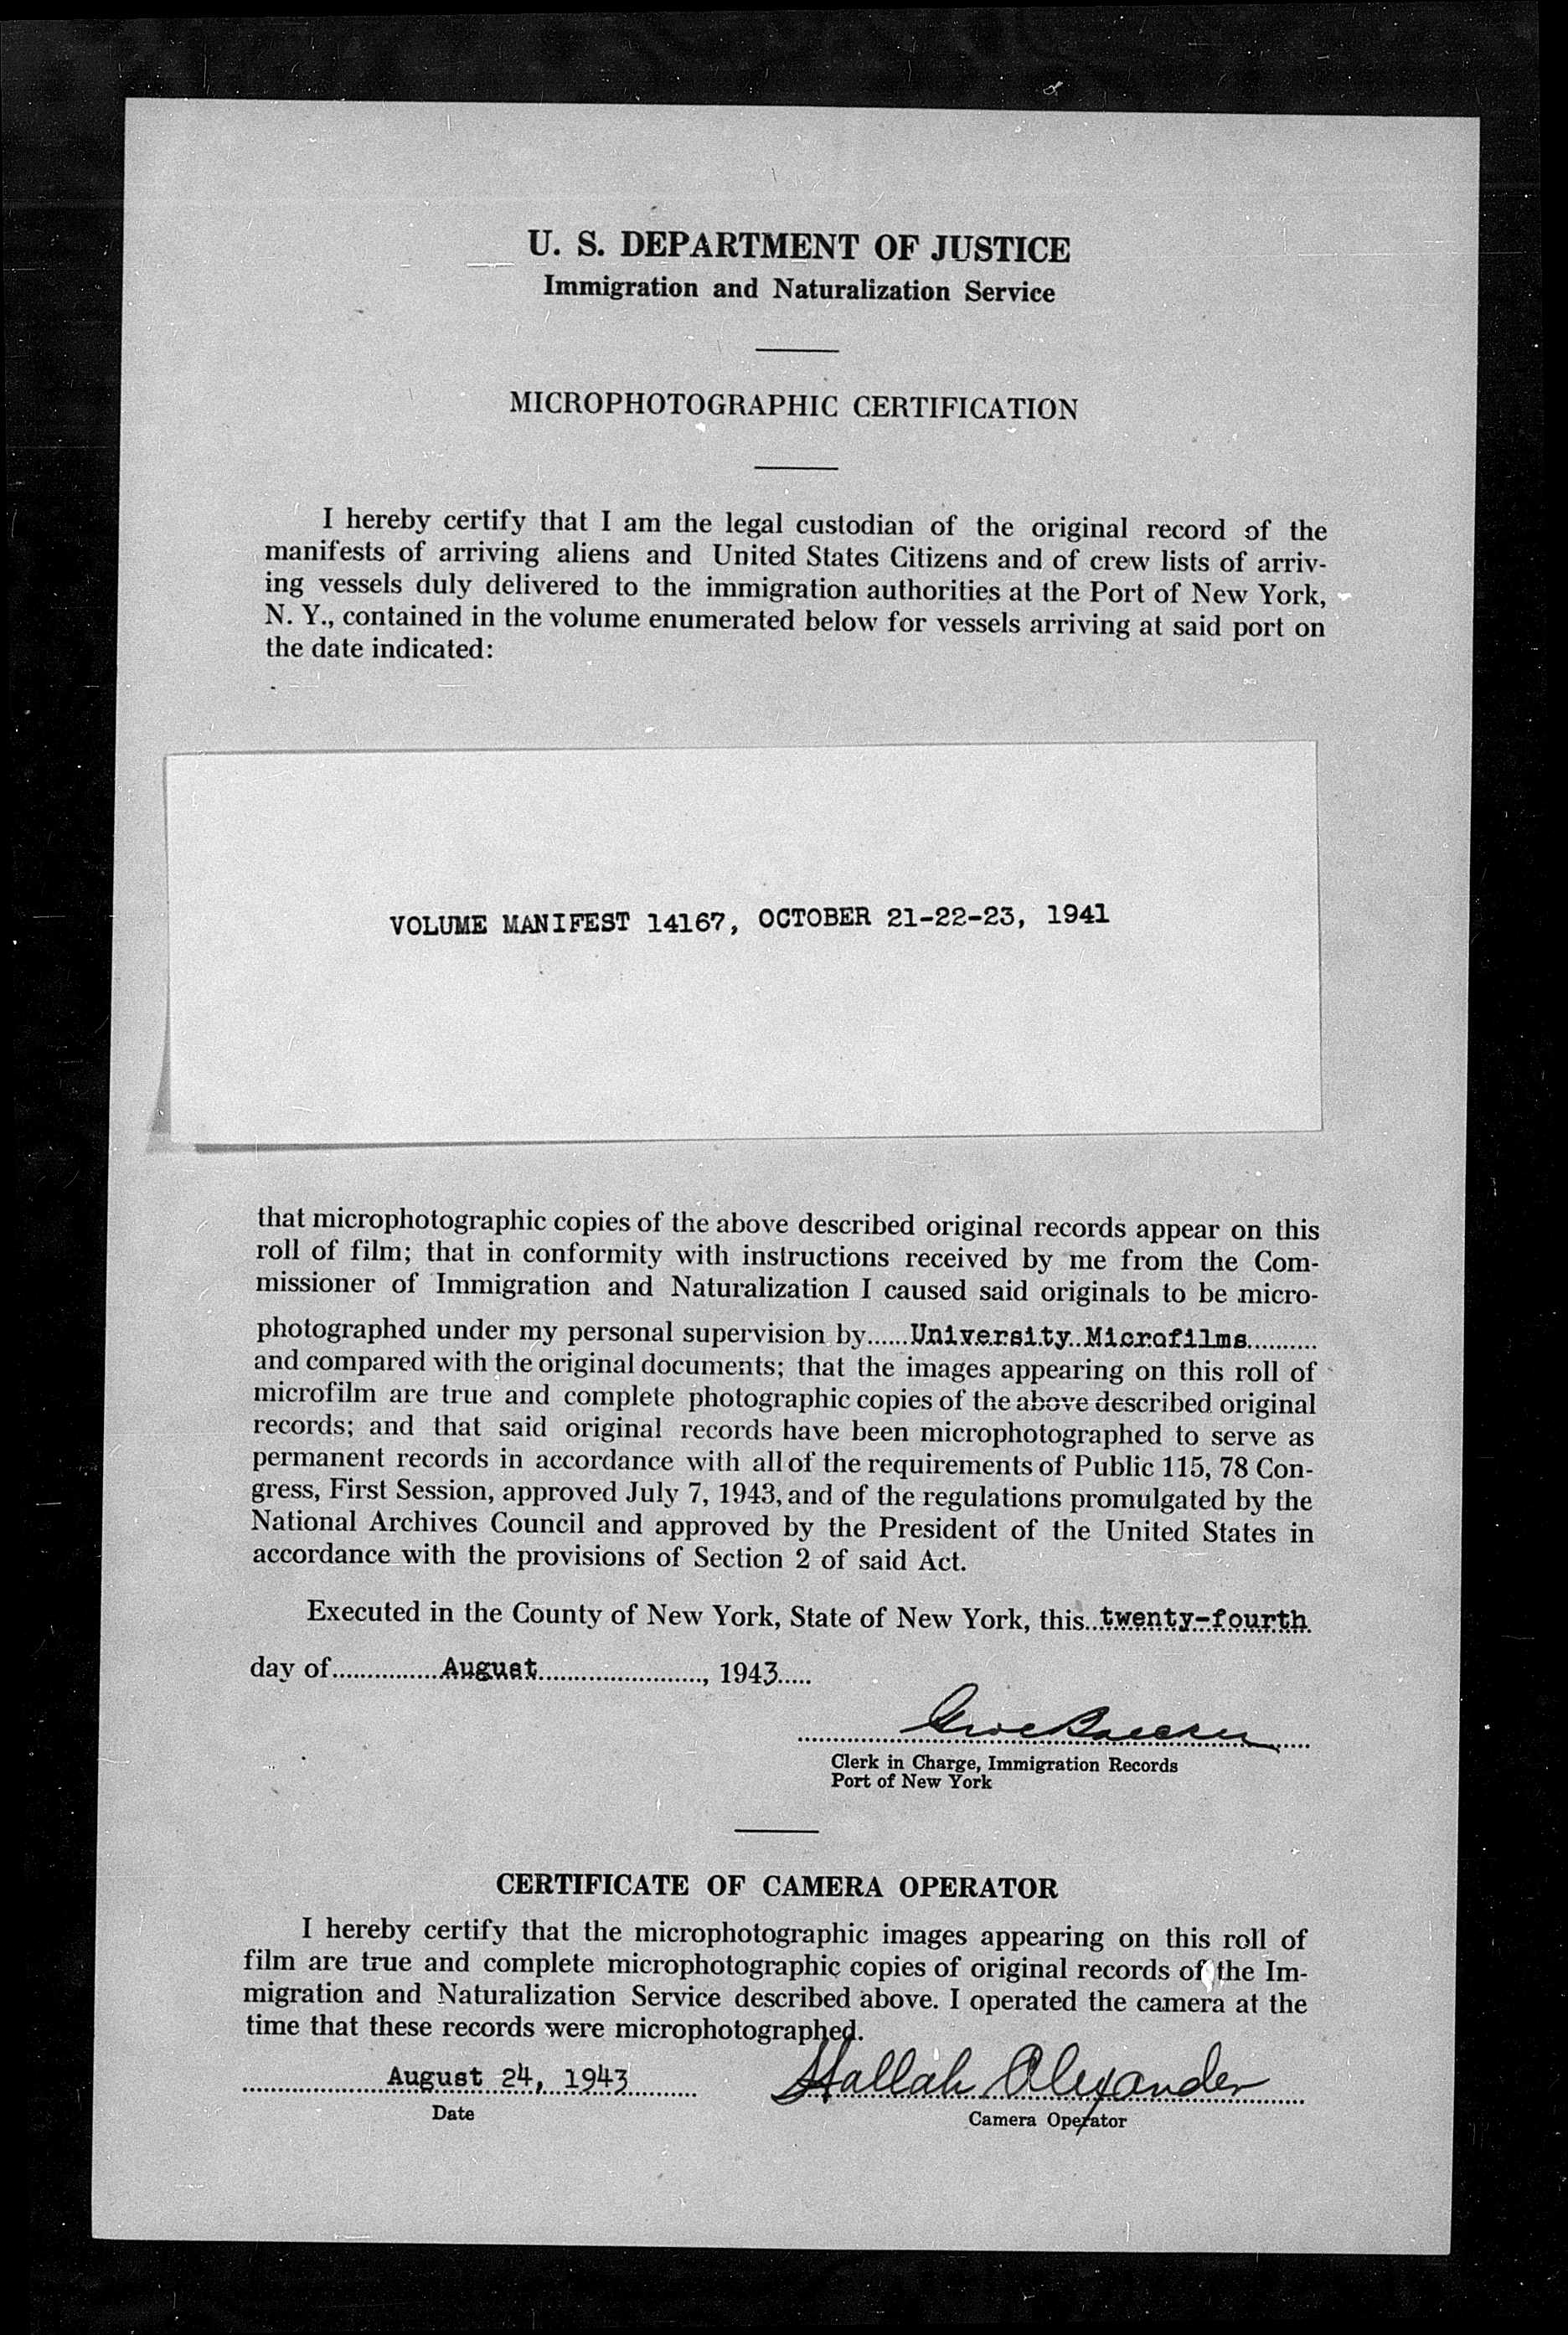 U. S. DEPARTMENT OF JUSTICE
Immigration and Naturalization Service
MICROPHOTOGRAPHIC CERTIFICATION
I hereby certify that I am the legal custodian of the original record of the
manifests of arriving aliens and United States Citizens and of crew lists of arriv-
ing vessels duly delivered to the immigration authorities at the Port of New York,
N. Y., contained in the volume enumerated below for vessels arriving at said port on
the date indicated:
VOLUME MANIFEST 14167, OCTOBER 21-22-23, 1941
that microphotographic copies of the above described original records appear on this
roll of film; that in conformity with instructions received by me from the Com-
missioner of Immigration and Naturalization I caused said originals to be micro-
photographed under my personal supervision by......University Microfilms..........
and compared with the original documents; that the images appearing on this roll of
microfilm are true and complete photographic copies of the above described original
records; and that said original records have been microphotographed to serve as
permanent records in accordance with all of the requirements of Public 115, 78 Con-
gress, First Session, approved July 7, 1943, and of the regulations promulgated by the
National Archives Council and approved by the President of the United States in
accordance with the provisions of Section 2 of said Act.
Executed in the County of New York, State of New York, this...twenty-fourth
day of................August........................, 1943.....
Clerk in Charge, Immigration Records
Port of New York
CERTIFICATE OF CAMERA OPERATOR
I hereby certify that the microphotographic images appearing on this roll of
film are true and complete microphotographic copies of original records of the Im-
migration and Naturalization Service described above. I operated the camera at the
time that these records were microphotographed.
August 24, 1943 Hallah Alexander
Date Camera Operator